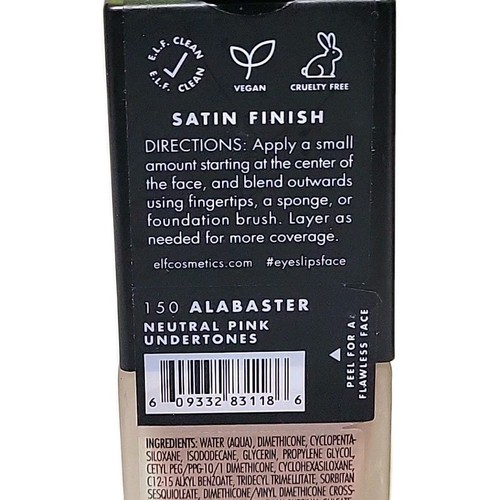 E.L.F. CLEAN
E.L.F. CLEAN
VEGAN
CRUELTY FREE
SATIN FINISH
DIRECTIONS: Apply a small
amount starting at the center of
the face, and blend outwards
using fingertips, a sponge, or
foundation brush. Layer as
needed for more coverage.
elfcosmetics.com #eyeslipsface
150 ALABASTER
NEUTRAL PINK
UNDERTONES
PEEL FOR A
FLAWLESS FACE
6 09332 83118 6
INGREDIENTS: WATER (AQUA), DIMETHICONE, CYCLOPENTA-
SILOXANE, ISODODECANE, GLYCERIN, PROPYLENE GLYCOL,
CETYL PEG/PPG-10/1 DIMETHICONE, CYCLOHEXASILOXANE,
C12-15 ALKYL BENZOATE, TRIDECYL TRIMELLITATE, SORBITAN
SESQUIOLEATE, DIMETHICONE/VINYL DIMETHICONE CROSS-